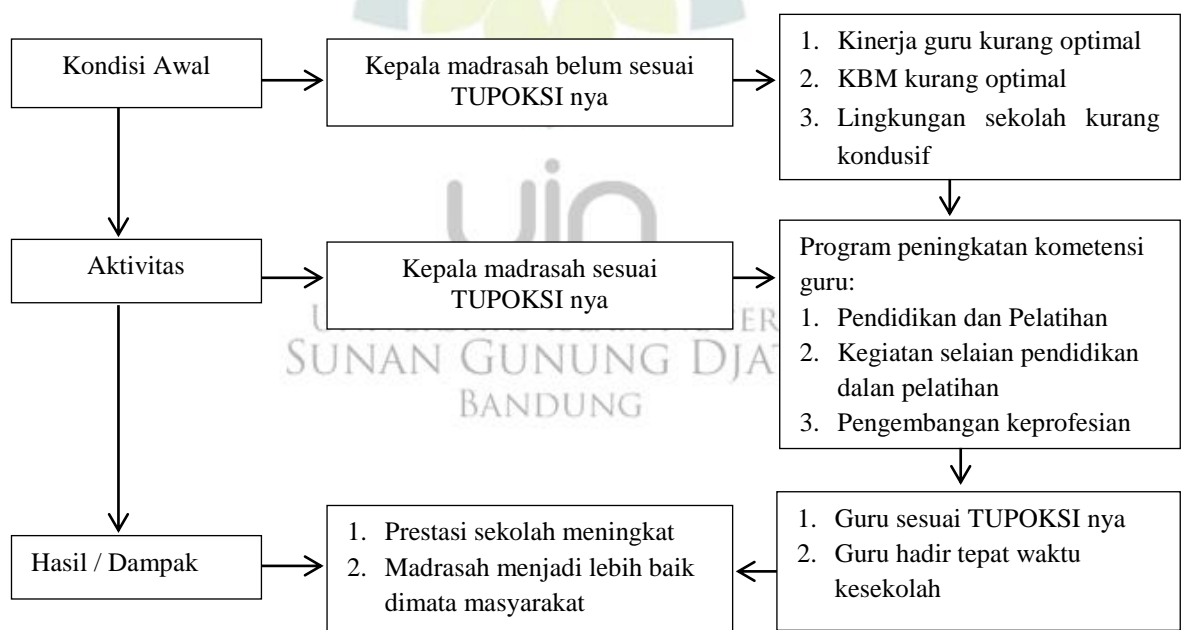 Kondisi Awal
Kepala madrasah belum sesuai
TUPOKSI nya
1. Kinerja guru kurang optimal
2. KBM kurang optimal
3. Lingkungan sekolah kurang
kondusif
uin
Aktivitas
Kepala madrasah sesuai
TUPOKSI nya
Program peningkatan kometensi
guru:
1. Pendidikan dan Pelatihan
2. Kegiatan selaian pendidikan
dalan pelatihan
3. Pengembangan keprofesian
SUNAN GUNUNG DJAT
BANDUNG
Hasil / Dampak
1. Prestasi sekolah meningkat
2. Madrasah menjadi lebih baik
dimata masyarakat
1. Guru sesuai TUPOKSI nya
2. Guru hadir tepat waktu
kesekolah